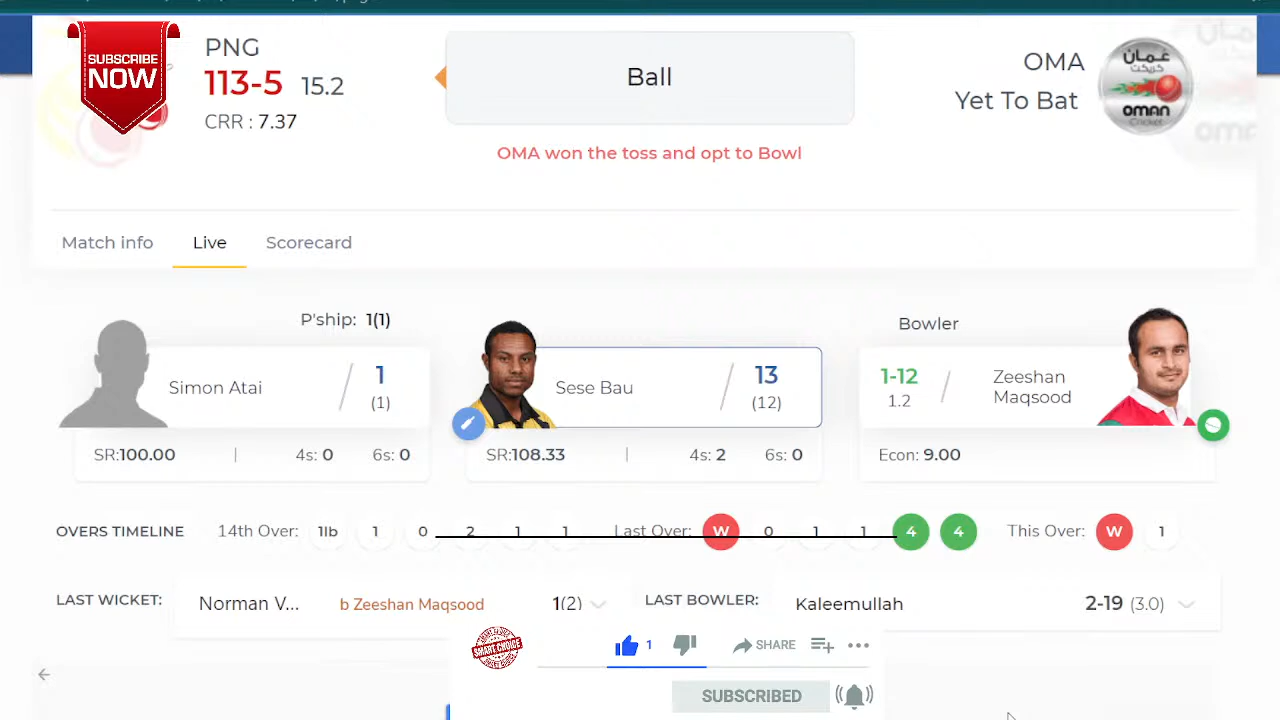 SUBSCRIBE
NOW
PNG
113-5 15.2
CRR : 7.37
Ball
OMA won the toss and opt to Bowl
OMA
Yet To Bat
عُمان
كريكت
OMAN
Cricket
Match info Live Scorecard
P'ship: 1(1)
Simon Atai 1
(1)
SR:100.00 | 4s: 0 6s: 0
Sese Bau 13
(12)
SR:108.33 | 4s: 2 6s: 0
Bowler
1-12
1.2
Zeeshan
Maqsood
Econ: 9.00
OVERS TIMELINE 14th Over: 1lb 1 0 2 1 1 Last Over: W 0 1 1 4 4 This Over: W 1
LAST WICKET: Norman V... b Zeeshan Maqsood 1(2) LAST BOWLER: Kaleemullah 2-19 (3.0)
SMART CHOICE
1 SHARE
SUBSCRIBED